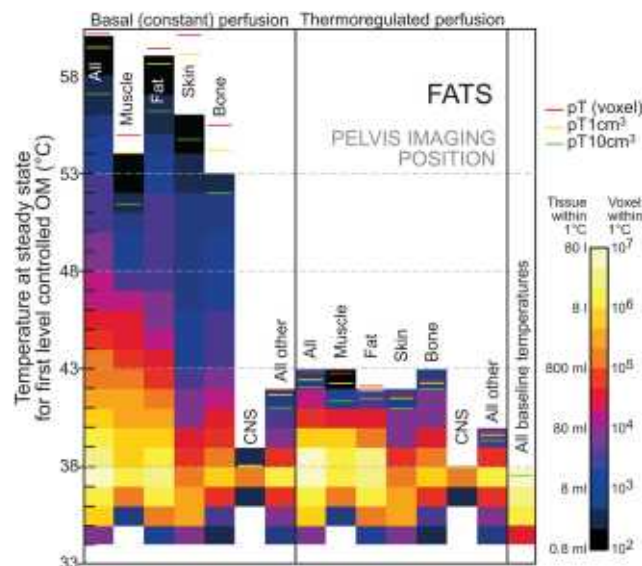 Basal (constant) perfusion Thermoregulated perfusion
Temperature at steady state
for first level controlled OM (°C)
58
53
48
43
38
33
All
Muscle
Fat
Skin
Bone
CNS
All other
All
Muscle
Fat
Skin
Bone
CNS
All other
All baseline temperatures
FATS
PELVIS IMAGING
POSITION
pT (voxel)
pT1cm³
pT10cm³
Tissue within 1°C
Voxel within 1°C
80 l 10⁷
8 l 10⁶
800 ml 10⁵
80 ml 10⁴
8 ml 10³
0.8 ml 10²